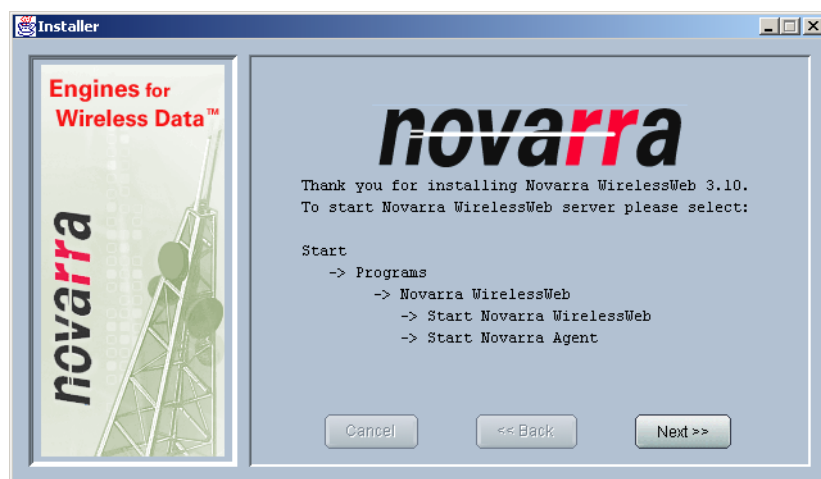 Installer
Engines for
Wireless Data™
novarra
novarra
Thank you for installing Novarra WirelessWeb 3.10.
To start Novarra WirelessWeb server please select:
Start
-> Programs
-> Novarra WirelessWeb
-> Start Novarra WirelessWeb
-> Start Novarra Agent
Cancel
<< Back
Next >>